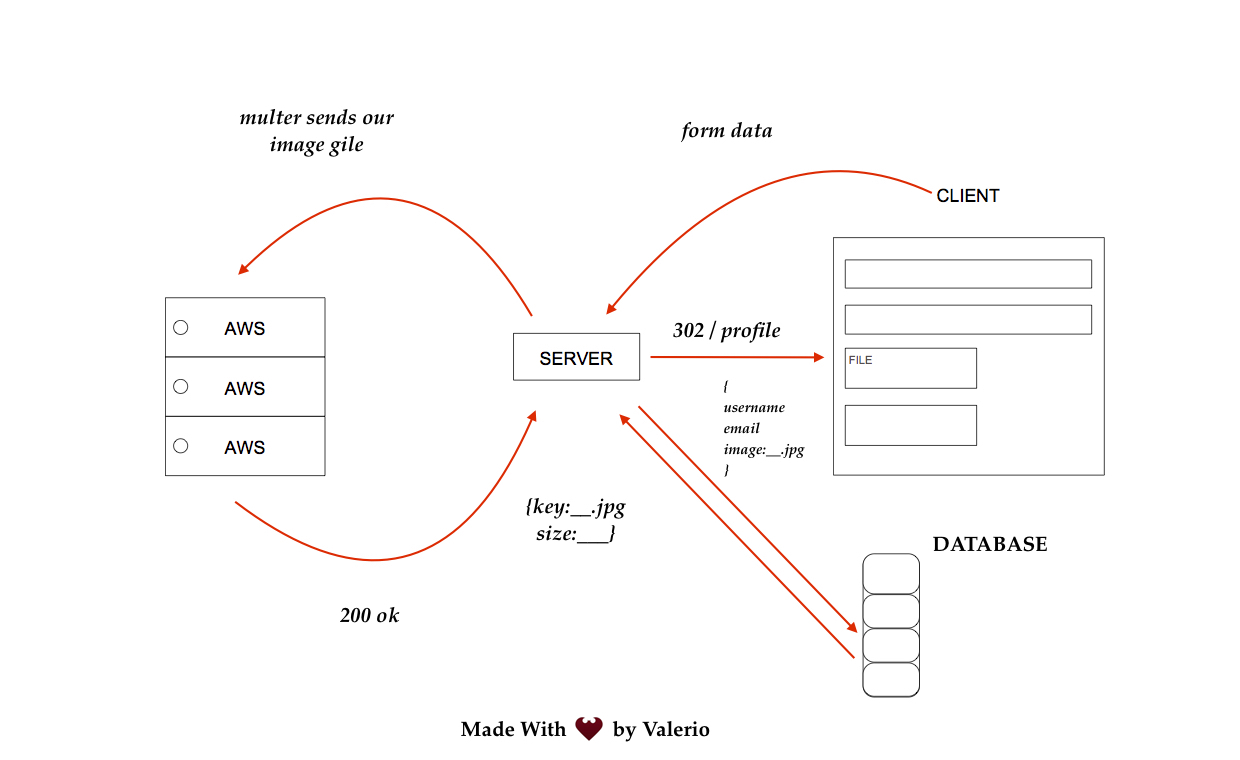 multer sends our
image gile
form data
CLIENT
AWS
AWS
AWS
SERVER
302 / profile
FILE
{
username
email
image:__.jpg
}
{key:__.jpg
size:___}
200 ok
DATABASE
Made With by Valerio